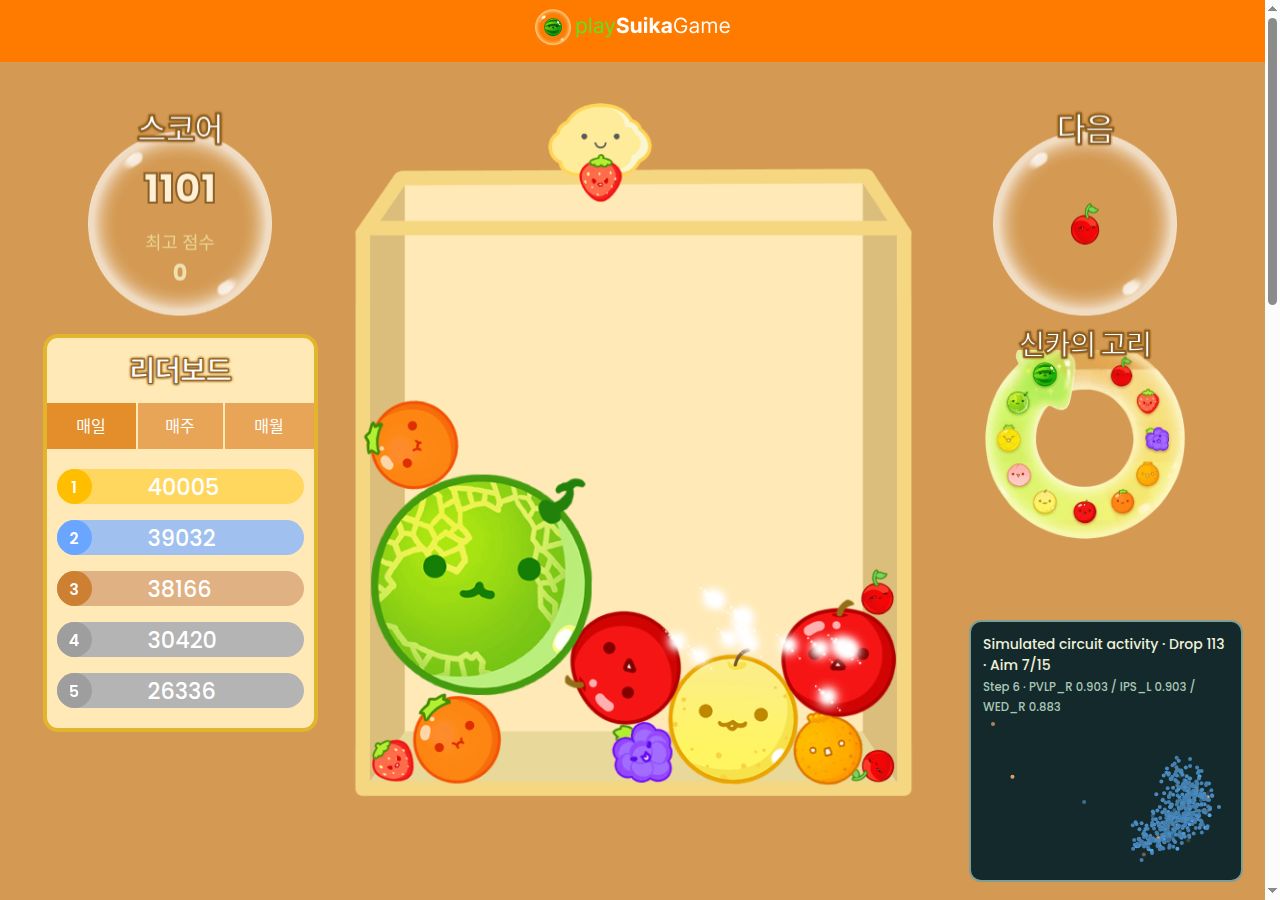 playSuikaGame
스코어
1101
최고 점수
0
다음
신카의 고리
리더보드
매일 매주 매월
1 40005
2 39032
3 38166
4 30420
5 26336
Simulated circuit activity · Drop 113
· Aim 7/15
Step 6 · PVLP_R 0.903 / IPS_L 0.903 /
WED_R 0.883